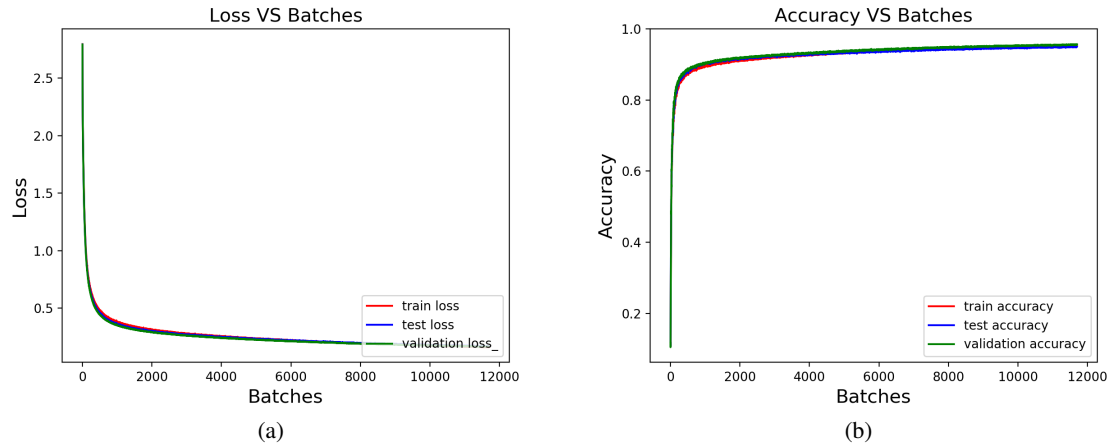 Loss VS Batches
2.5
2.0
1.5
1.0
0.5
Loss
train loss
test loss
validation loss_
0 2000 4000 6000 8000 10000 12000
Batches
(a)
Accuracy VS Batches
1.0
0.8
0.6
0.4
0.2
Accuracy
train accuracy
test accuracy
validation accuracy
0 2000 4000 6000 8000 10000 12000
Batches
(b)